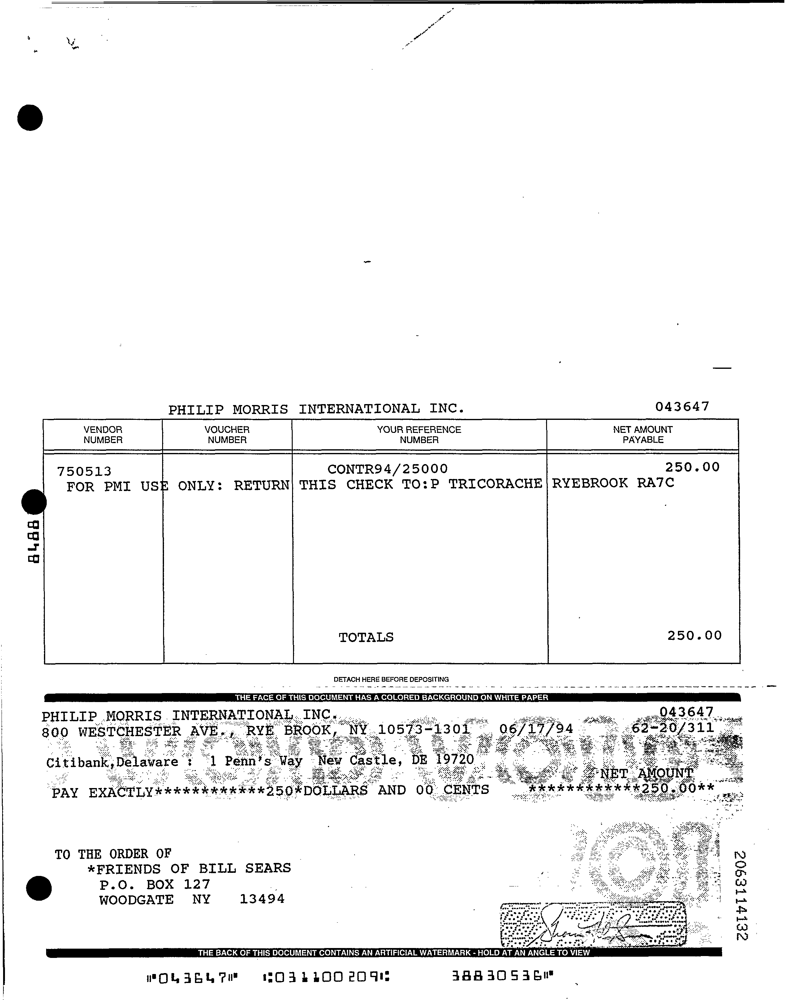 PHILIP MORRIS INTERNATIONAL INC. 043647
VENDOR NUMBER VOUCHER NUMBER YOUR REFERENCE NUMBER NET AMOUNT PAYABLE
750513 CONTR94/25000 250.00
FOR PMI USE ONLY: RETURN THIS CHECK TO:P TRICORACHE RYEBROOK RA7C
TOTALS 250.00
DETACH HERE BEFORE DEPOSITING
THE FACE OF THIS DOCUMENT HAS A COLORED BACKGROUND ON WHITE PAPER
PHILIP MORRIS INTERNATIONAL INC. 043647
800 WESTCHESTER AVE., RYE BROOK, NY 10573-1301 06/17/94 62-20/311
Citibank,Delaware : 1 Penn's Way New Castle, DE 19720
NET AMOUNT
PAY EXACTLY************250*DOLLARS AND 00 CENTS ************250.00**
TO THE ORDER OF
*FRIENDS OF BILL SEARS
P.O. BOX 127
WOODGATE NY 13494
THE BACK OF THIS DOCUMENT CONTAINS AN ARTIFICIAL WATERMARK - HOLD AT AN ANGLE TO VIEW
⑈043647⑈ ⑆031100209⑆ 38830536⑈
2063114132